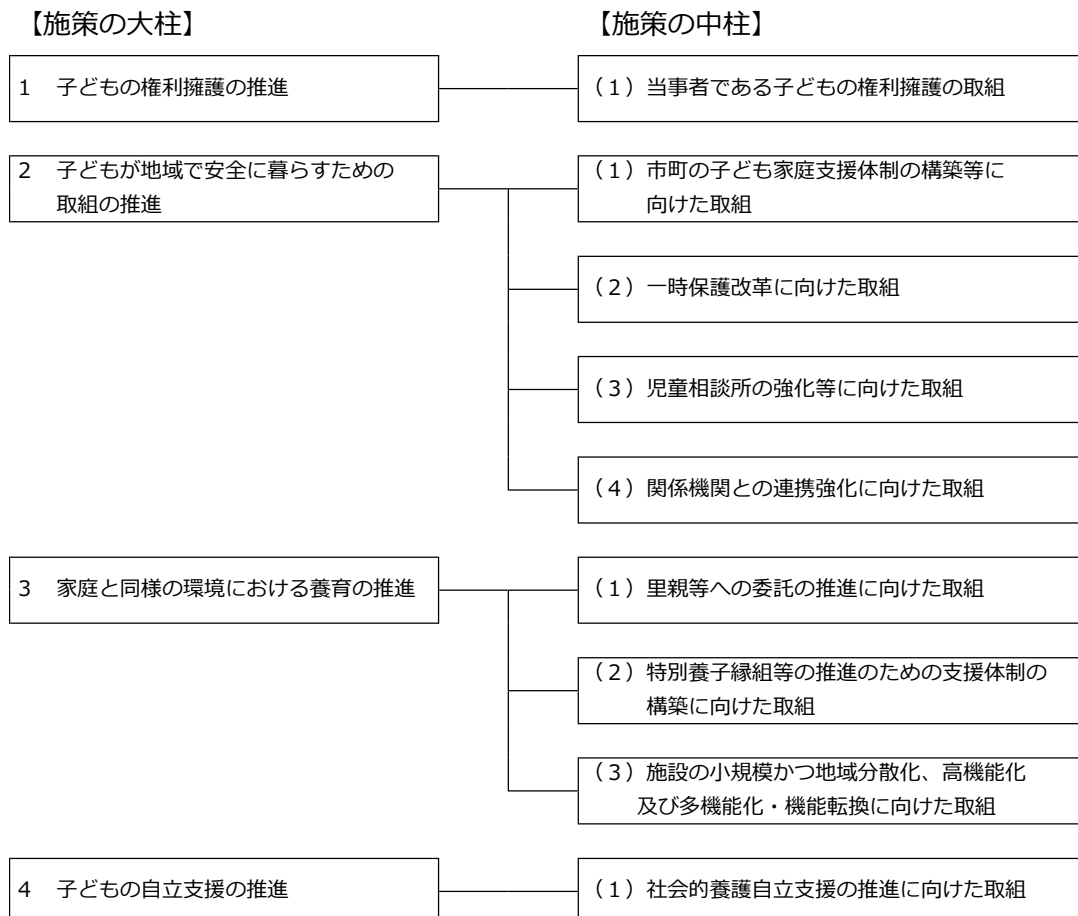 【施策の大柱】
【施策の中柱】
1 子どもの権利擁護の推進
（１）当事者である子どもの権利擁護の取組
2 子どもが地域で安全に暮らすための
取組の推進
（１）市町の子ども家庭支援体制の構築等に
向けた取組
（２）一時保護改革に向けた取組
（３）児童相談所の強化等に向けた取組
（４）関係機関との連携強化に向けた取組
3 家庭と同様の環境における養育の推進
（１）里親等への委託の推進に向けた取組
（２）特別養子縁組等の推進のための支援体制の
構築に向けた取組
（３）施設の小規模かつ地域分散化、高機能化
及び多機能化・機能転換に向けた取組
4 子どもの自立支援の推進
（１）社会的養護自立支援の推進に向けた取組